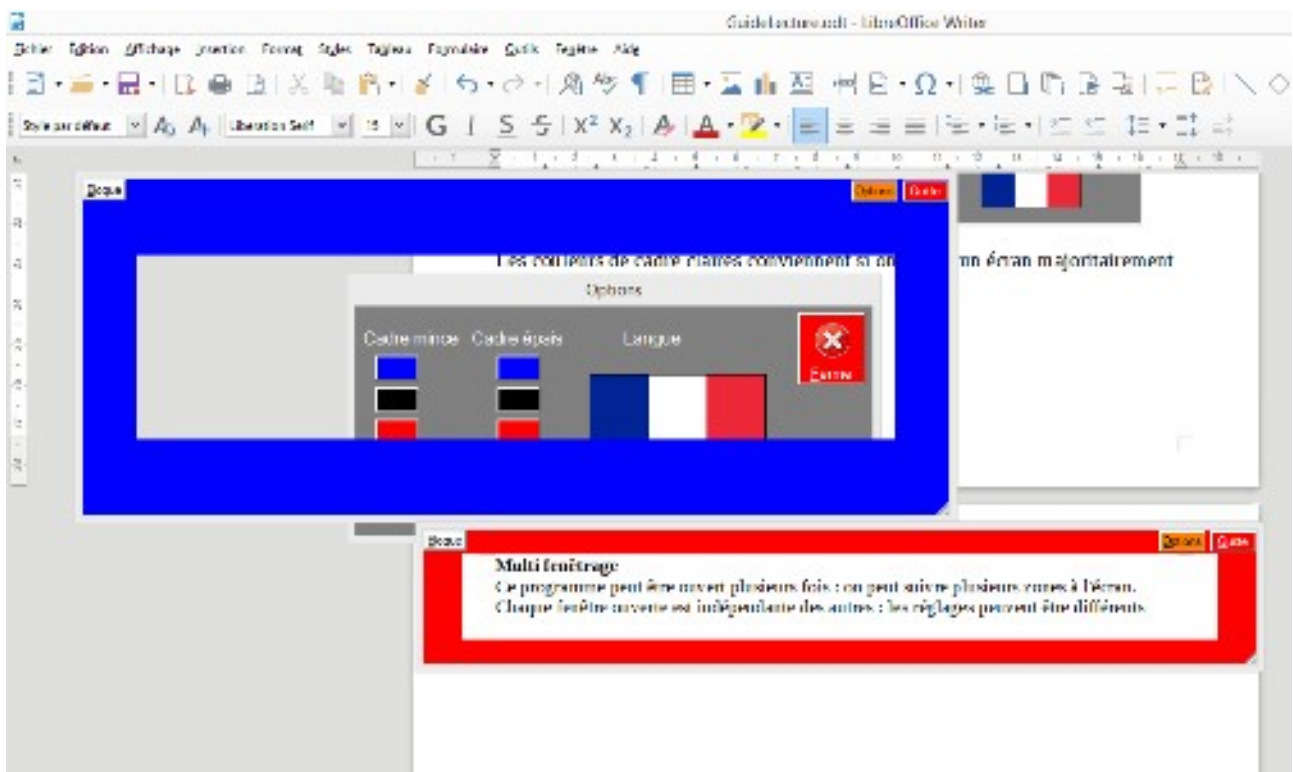 GuideLecture.odt - LibreOffice Writer
Fichier Édition Affichage Insertion Format Styles Tableau Formulaire Outils Fenêtre Aide
Style par défaut Liberation Serif 15 G I S S X² X₂ A A
Bloque Options Quitter
Les couleurs de cadre claires conviennent si on un écran majoritairement
Options
Cadre mince Cadre épais Langue
Fermer
Bloque Options Quitter
Multi fenêtrage
Ce programme peut être ouvert plusieurs fois : on peut suivre plusieurs zones à l'écran.
Chaque fenêtre ouverte est indépendante des autres : les réglages peuvent être différents